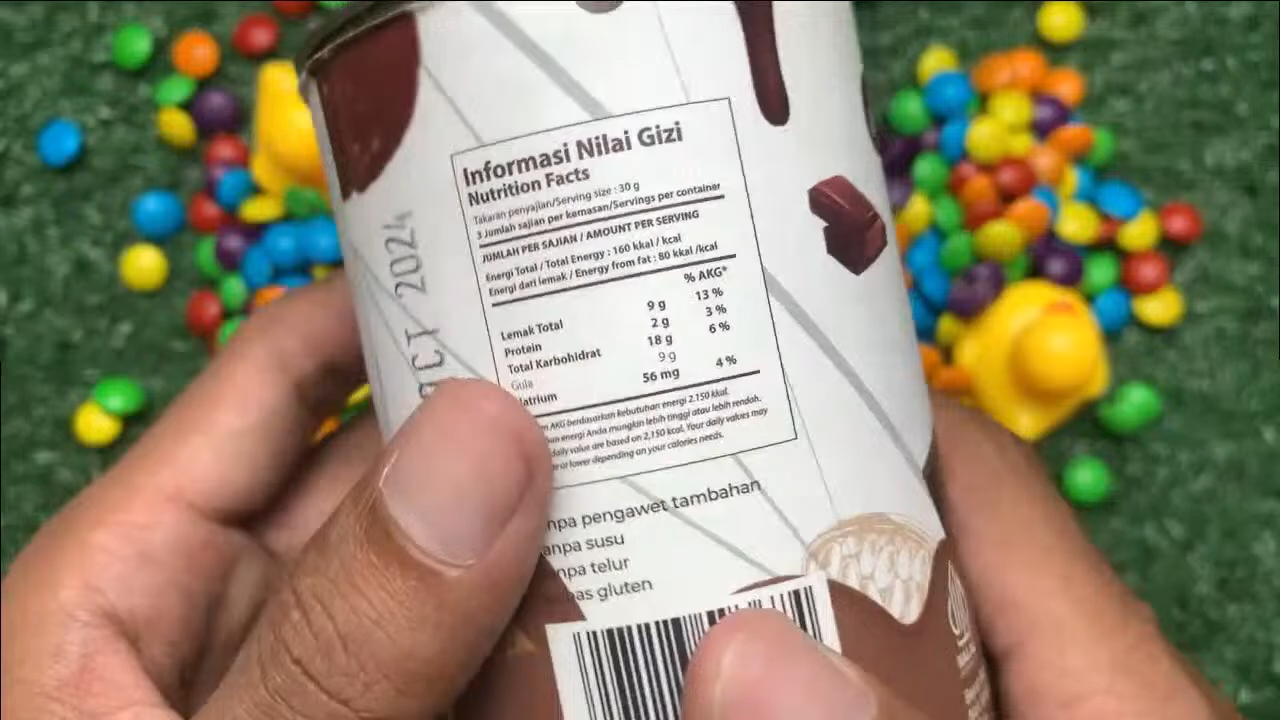 Informasi Nilai Gizi
Nutrition Facts
Takaran penyajian/Serving size : 30 g
3 Jumlah sajian per kemasan/Servings per container
JUMLAH PER SAJIAN / AMOUNT PER SERVING
Energi Total / Total Energy : 160 kkal / kcal
Energi dari lemak / Energy from fat : 80 kkal /kcal
% AKG*
Lemak Total 9 g 13 %
Protein 2 g 3 %
Total Karbohidrat 18 g 6 %
Gula 9 g
atrium 56 mg 4 %
AKG berdasarkan kebutuhan energi 2.150 kkal.
energi Anda mungkin lebih tinggi atau lebih rendah.
daily value are based on 2,150 kcal. Your daily values may
or lower depending on your calories needs.
npa pengawet tambahan
anpa susu
npa telur
bas gluten
CT 2024